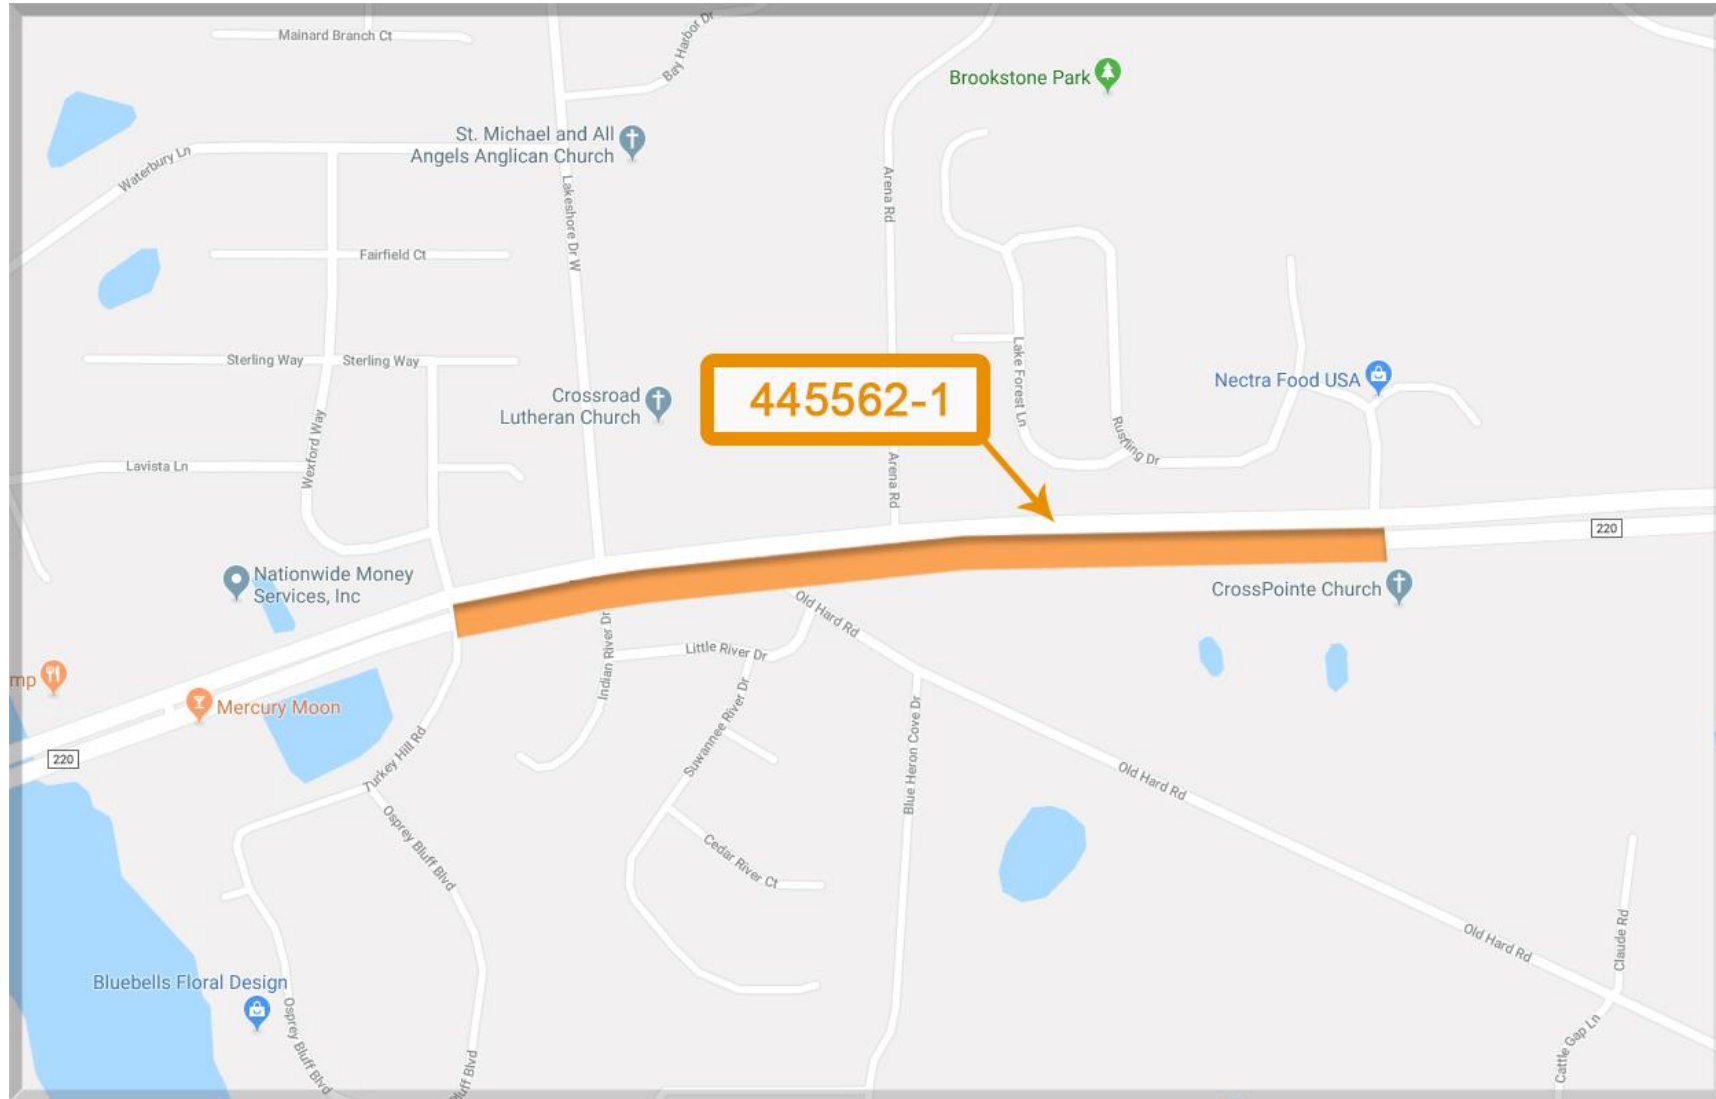 Mainard Branch Ct
Bay Harbor Dr
Brookstone Park
St. Michael and All
Angels Anglican Church
Waterbury Ln
Lakeshore Dr W
Arena Rd
Fairfield Ct
Sterling Way
Sterling Way
Crossroad
Lutheran Church
445562-1
Lake Forest Ln
Nectra Food USA
Rustling Dr
Wexford Way
Lavista Ln
Arena Rd
220
Nationwide Money
Services, Inc
CrossPointe Church
Old Hard Rd
Indian River Dr
Little River Dr
mp
Mercury Moon
Suwannee River Dr
Blue Heron Cove Dr
220
Turkey Hill Rd
Old Hard Rd
Osprey Bluff Blvd
Cedar River Ct
Old Hard Rd
Claude Rd
Bluebells Floral Design
Osprey Bluff Blvd
Bluff Blvd
Cattle Gap Ln